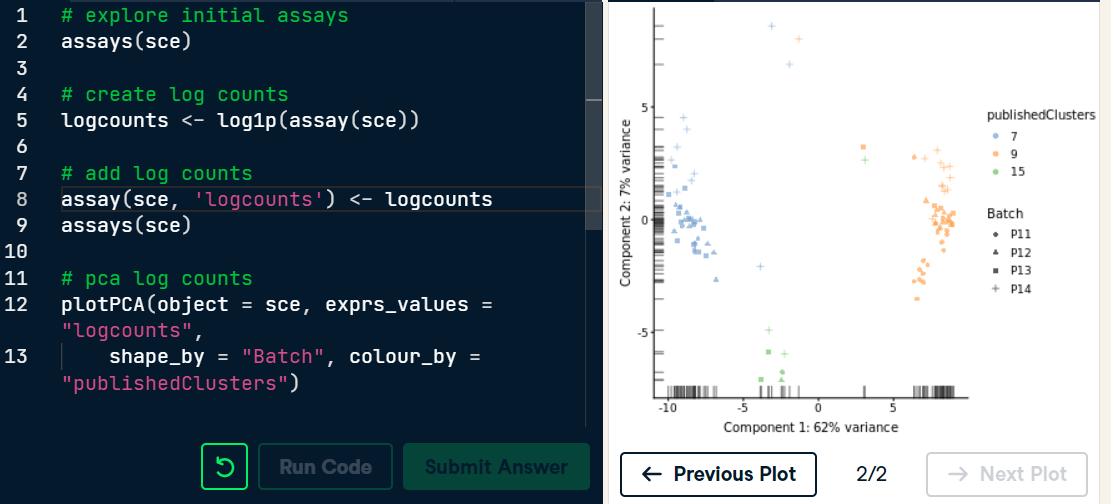 1 # explore initial assays
2 assays(sce)
3
4 # create log counts
5 logcounts <- log1p(assay(sce))
6
7 # add log counts
8 assay(sce, 'logcounts') <- logcounts
9 assays(sce)
10
11 # pca log counts
12 plotPCA(object = sce, exprs_values =
"logcounts",
13 shape_by = "Batch", colour_by =
"publishedClusters")
Run Code
Submit Answer
Component 2: 7% variance
5
0
-5
-10 -5 0 5
Component 1: 62% variance
publishedClusters
7
9
15
Batch
P11
P12
P13
P14
← Previous Plot
2/2
→ Next Plot